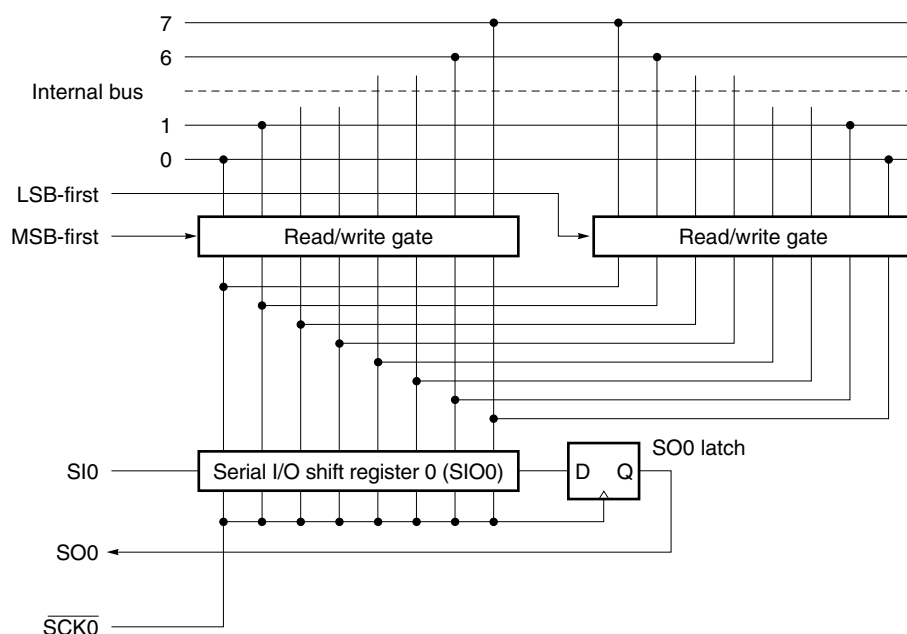 7
6
Internal bus
1
0
LSB-first
MSB-first
Read/write gate
Read/write gate
SO0 latch
SI0
Serial I/O shift register 0 (SIO0)
D
Q
SO0
SCK0